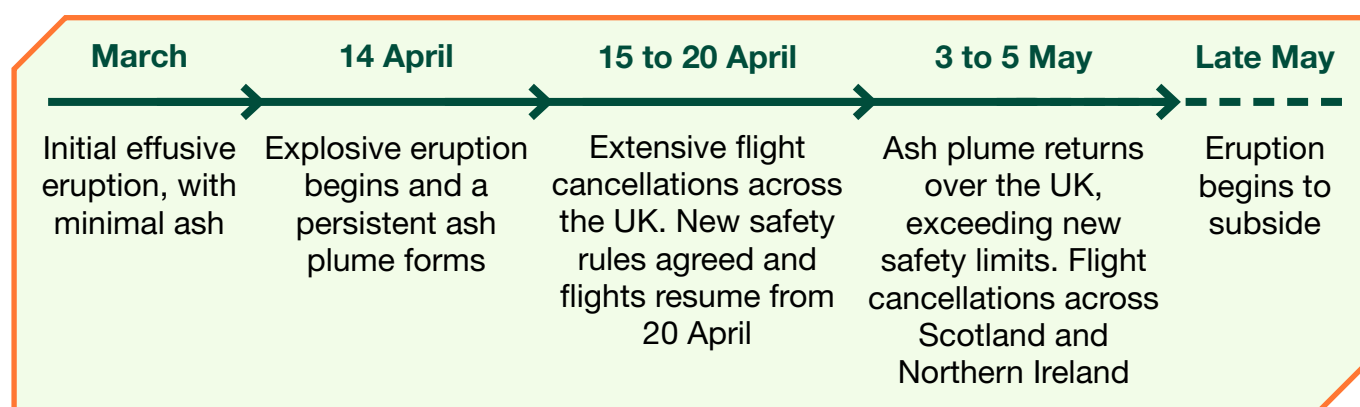 March
Initial effusive
eruption, with
minimal ash
14 April
Explosive eruption
begins and a
persistent ash
plume forms
15 to 20 April
Extensive flight
cancellations across
the UK. New safety
rules agreed and
flights resume from
20 April
3 to 5 May
Ash plume returns
over the UK,
exceeding new
safety limits. Flight
cancellations across
Scotland and
Northern Ireland
Late May
Eruption
begins to
subside